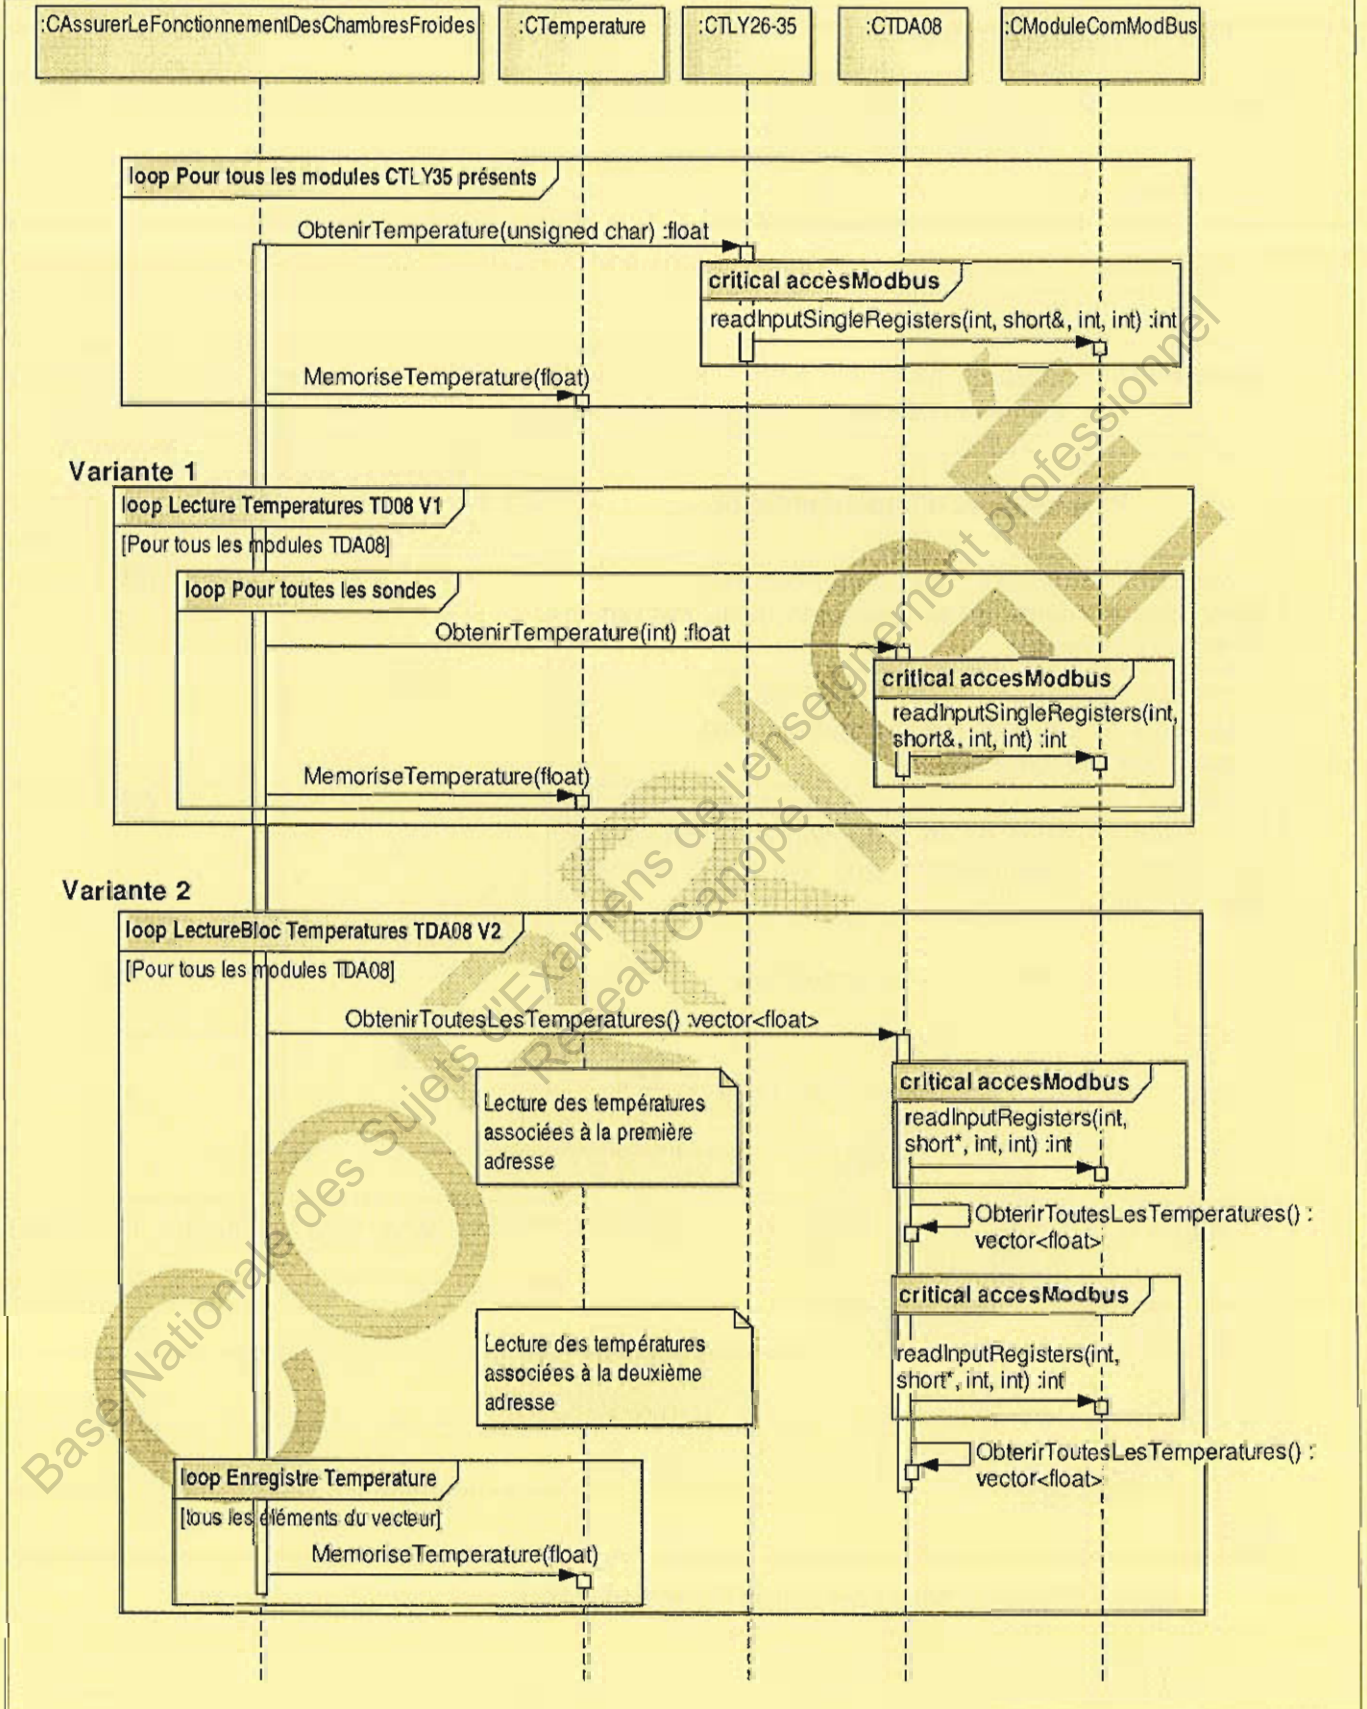 :CAssurerLeFonctionnementDesChambresFroides
:CTemperature
:CTLY26-35
:CTDA08
:CModuleComModBus
loop Pour tous les modules CTLY35 présents
ObtenirTemperature(unsigned char) :float
critical accèsModbus
readInputSingleRegisters(int, short&, int, int) :int
MemoriseTemperature(float)
Variante 1
loop Lecture Temperatures TD08 V1
[Pour tous les modules TDA08]
loop Pour toutes les sondes
ObtenirTemperature(int) :float
critical accesModbus
readInputSingleRegisters(int,
short&, int, int) :int
MemoriseTemperature(float)
Variante 2
loop LectureBloc Temperatures TDA08 V2
[Pour tous les modules TDA08]
ObtenirToutesLesTemperatures() :vector<float>
critical accesModbus
Lecture des températures
associées à la première
adresse
readInputRegisters(int,
short*, int, int) :int
ObterirToutesLesTemperatures() :
vector<float>
critical accesModbus
Lecture des températures
associées à la deuxième
adresse
readInputRegisters(int,
short*, int, int) :int
ObterirToutesLesTemperatures() :
vector<float>
loop Enregistre Temperature
[tous les éléments du vecteur]
MemoriseTemperature(float)
CORRIGÉ
Base Nationale des Sujets d'Examens de l'enseignement professionnel
Réseau Canopé